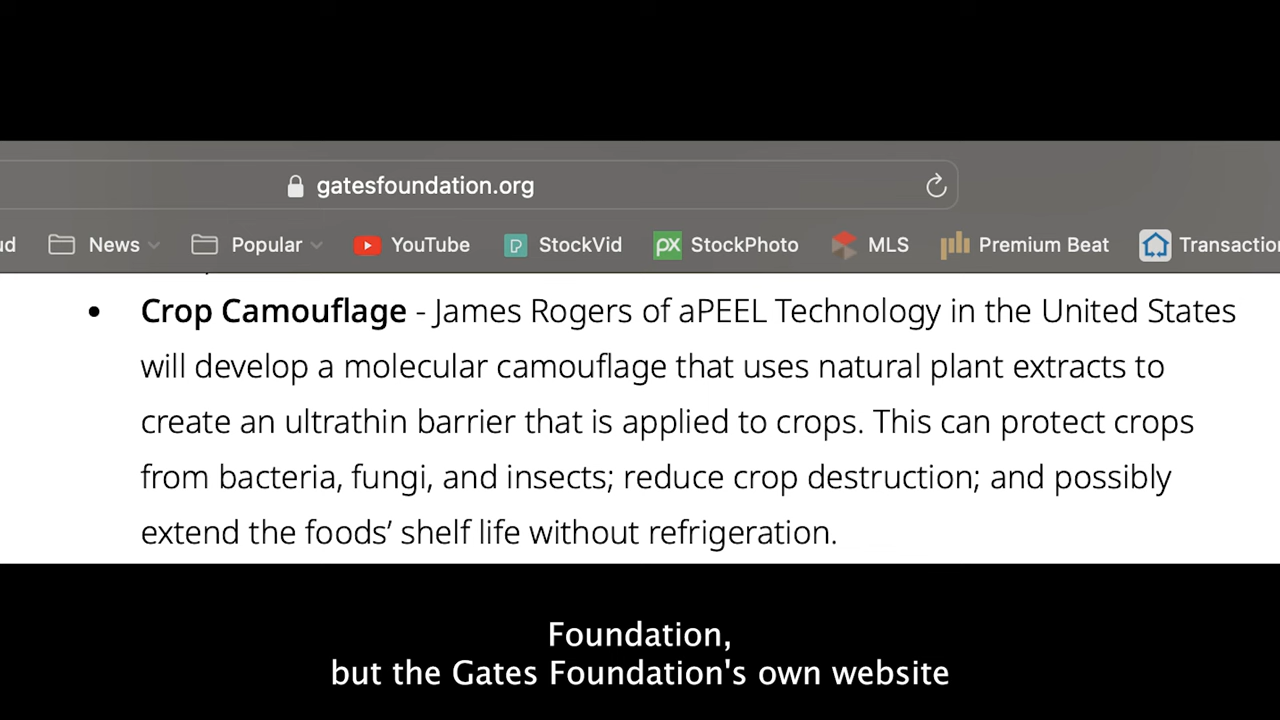 gatesfoundation.org
ud News Popular YouTube StockVid px StockPhoto MLS Premium Beat Transactio
• Crop Camouflage - James Rogers of aPEEL Technology in the United States
will develop a molecular camouflage that uses natural plant extracts to
create an ultrathin barrier that is applied to crops. This can protect crops
from bacteria, fungi, and insects; reduce crop destruction; and possibly
extend the foods’ shelf life without refrigeration.
Foundation,
but the Gates Foundation's own website